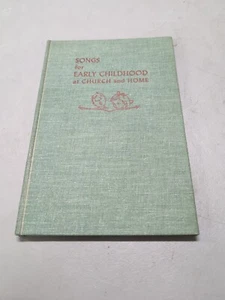 SONGS
for
EARLY CHILDHOOD
at CHURCH and HOME